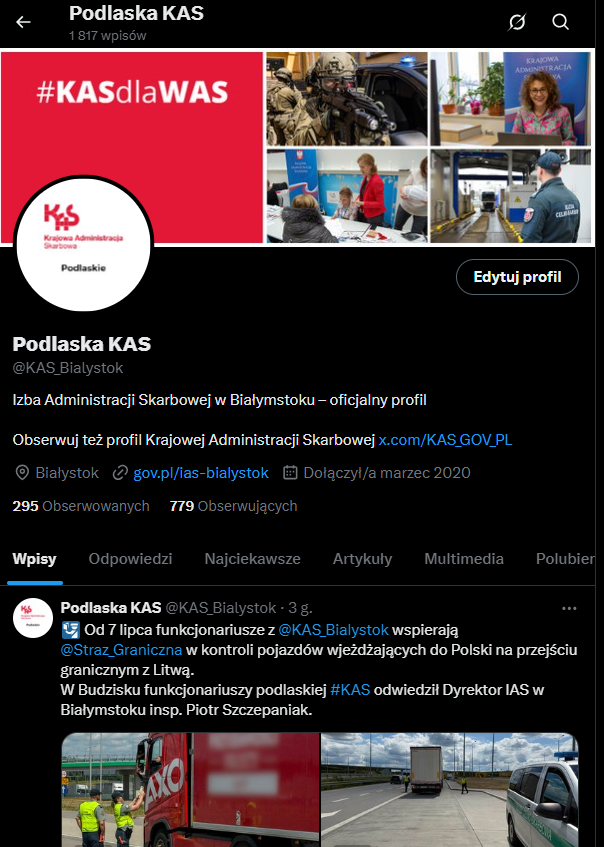 Podlaska KAS
1 817 wpisów
#KASdlaWAS
KRAJOWA
ADMINISTRACJA
KAS
Krajowa Administracja
Skarbowa
Podlaskie
Edytuj profil
Podlaska KAS
@KAS_Bialystok
Izba Administracji Skarbowej w Białymstoku – oficjalny profil
Obserwuj też profil Krajowej Administracji Skarbowej x.com/KAS_GOV_PL
Białystok gov.pl/ias-bialystok Dołączył/a marzec 2020
295 Obserwowanych 779 Obserwujących
Wpisy Odpowiedzi Najciekawsze Artykuły Multimedia Polubier
Podlaska KAS @KAS_Bialystok · 3 g.
Od 7 lipca funkcjonariusze z @KAS_Bialystok wspierają
@Straz_Graniczna w kontroli pojazdów wjeżdżających do Polski na przejściu
granicznym z Litwą.
W Budzisku funkcjonariuszy podlaskiej #KAS odwiedził Dyrektor IAS w
Białymstoku insp. Piotr Szczepaniak.
AXO